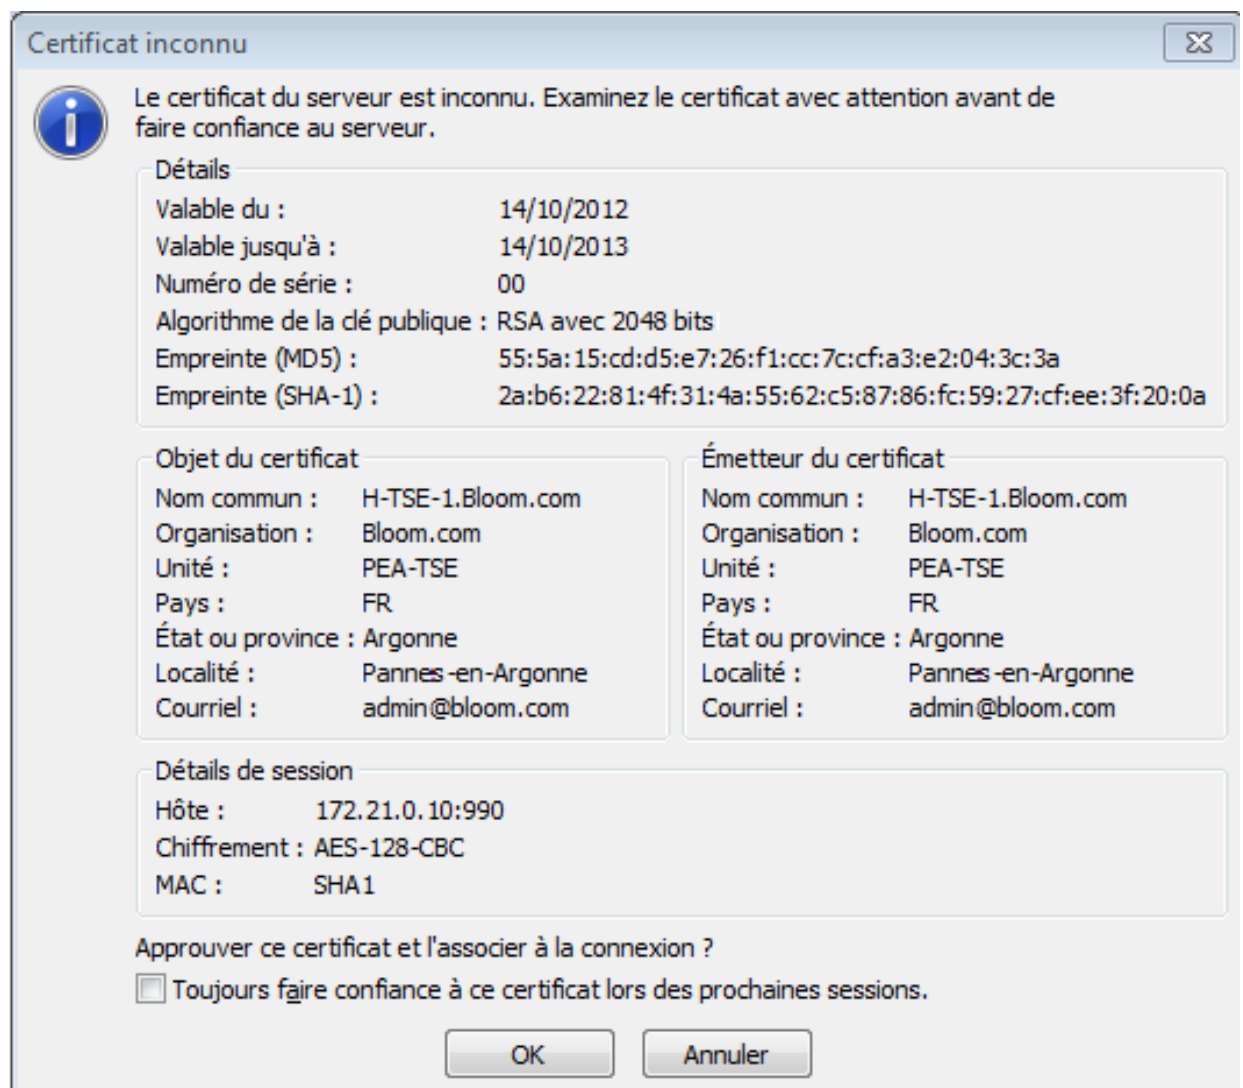 Certificat inconnu
Le certificat du serveur est inconnu. Examinez le certificat avec attention avant de
faire confiance au serveur.
Détails
Valable du : 14/10/2012
Valable jusqu'à : 14/10/2013
Numéro de série : 00
Algorithme de la clé publique : RSA avec 2048 bits
Empreinte (MD5) : 55:5a:15:cd:d5:e7:26:f1:cc:7c:cf:a3:e2:04:3c:3a
Empreinte (SHA-1) : 2a:b6:22:81:4f:31:4a:55:62:c5:87:86:fc:59:27:cf:ee:3f:20:0a
Objet du certificat
Nom commun : H-TSE-1.Bloom.com
Organisation : Bloom.com
Unité : PEA-TSE
Pays : FR
État ou province : Argonne
Localité : Pannes-en-Argonne
Courriel : admin@bloom.com
Émetteur du certificat
Nom commun : H-TSE-1.Bloom.com
Organisation : Bloom.com
Unité : PEA-TSE
Pays : FR
État ou province : Argonne
Localité : Pannes-en-Argonne
Courriel : admin@bloom.com
Détails de session
Hôte : 172.21.0.10:990
Chiffrement : AES-128-CBC
MAC : SHA1
Approuver ce certificat et l'associer à la connexion ?
Toujours faire confiance à ce certificat lors des prochaines sessions.
OK
Annuler